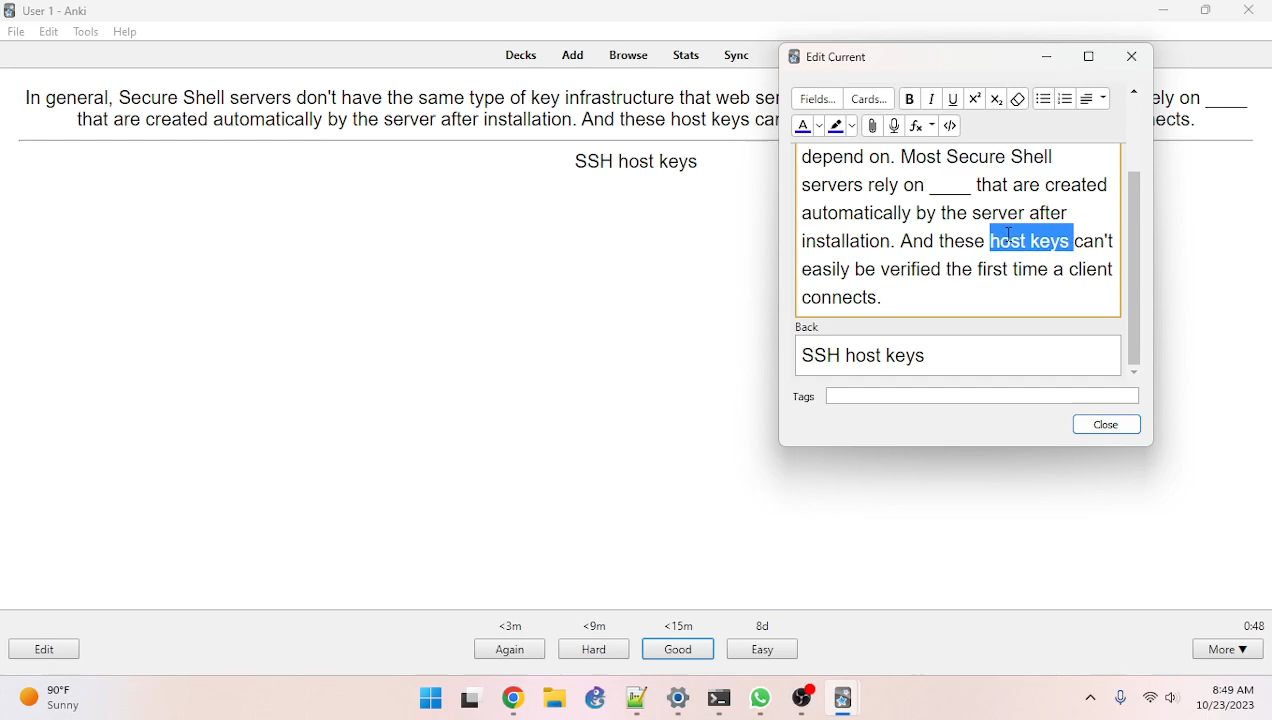 User 1 - Anki
File Edit Tools Help
Decks Add Browse Stats Sync
In general, Secure Shell servers don't have the same type of key infrastructure that web ser
ely on ____
that are created automatically by the server after installation. And these host keys can
ects.
SSH host keys
Edit Current
Fields... Cards... B I U X² X₂
A fx </>
depend on. Most Secure Shell
servers rely on ____ that are created
automatically by the server after
installation. And these host keys can't
easily be verified the first time a client
connects.
Back
SSH host keys
Tags
Close
<3m <9m <15m 8d 0:48
Edit Again Hard Good Easy More ▼
90°F
Sunny
8:49 AM
10/23/2023